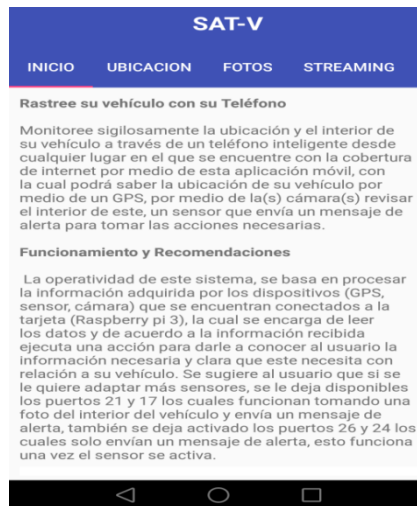 SAT-V
INICIO UBICACION FOTOS STREAMING
Rastree su vehículo con su Teléfono
Monitoree sigilosamente la ubicación y el interior de
su vehículo a través de un teléfono inteligente desde
cualquier lugar en el que se encuentre con la cobertura
de internet por medio de esta aplicación móvil, con
la cual podrá saber la ubicación de su vehículo por
medio de un GPS, por medio de la(s) cámara(s) revisar
el interior de este, un sensor que envía un mensaje de
alerta para tomar las acciones necesarias.
Funcionamiento y Recomendaciones
La operatividad de este sistema, se basa en procesar
la información adquirida por los dispositivos (GPS,
sensor, cámara) que se encuentran conectados a la
tarjeta (Raspberry pi 3), la cual se encarga de leer
los datos y de acuerdo a la información recibida
ejecuta una acción para darle a conocer al usuario la
información necesaria y clara que este necesita con
relación a su vehículo. Se sugiere al usuario que si se
le quiere adaptar más sensores, se le deja disponibles
los puertos 21 y 17 los cuales funcionan tomando una
foto del interior del vehículo y envía un mensaje de
alerta, también se deja activado los puertos 26 y 24 los
cuales solo envían un mensaje de alerta, esto funciona
una vez el sensor se activa.